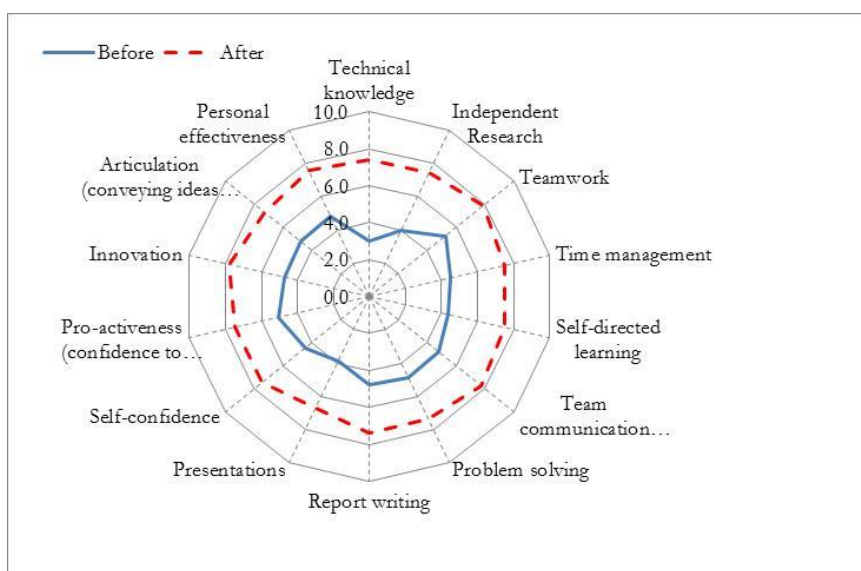 Before
After
Technical
knowledge
Independent
Research
Teamwork
Time management
Self-directed
learning
Team
communication…
Problem solving
Report writing
Presentations
Self-confidence
Pro-activeness
(confidence to…
Innovation
Articulation
(conveying ideas…
Personal
effectiveness
10.0
8.0
6.0
4.0
2.0
0.0